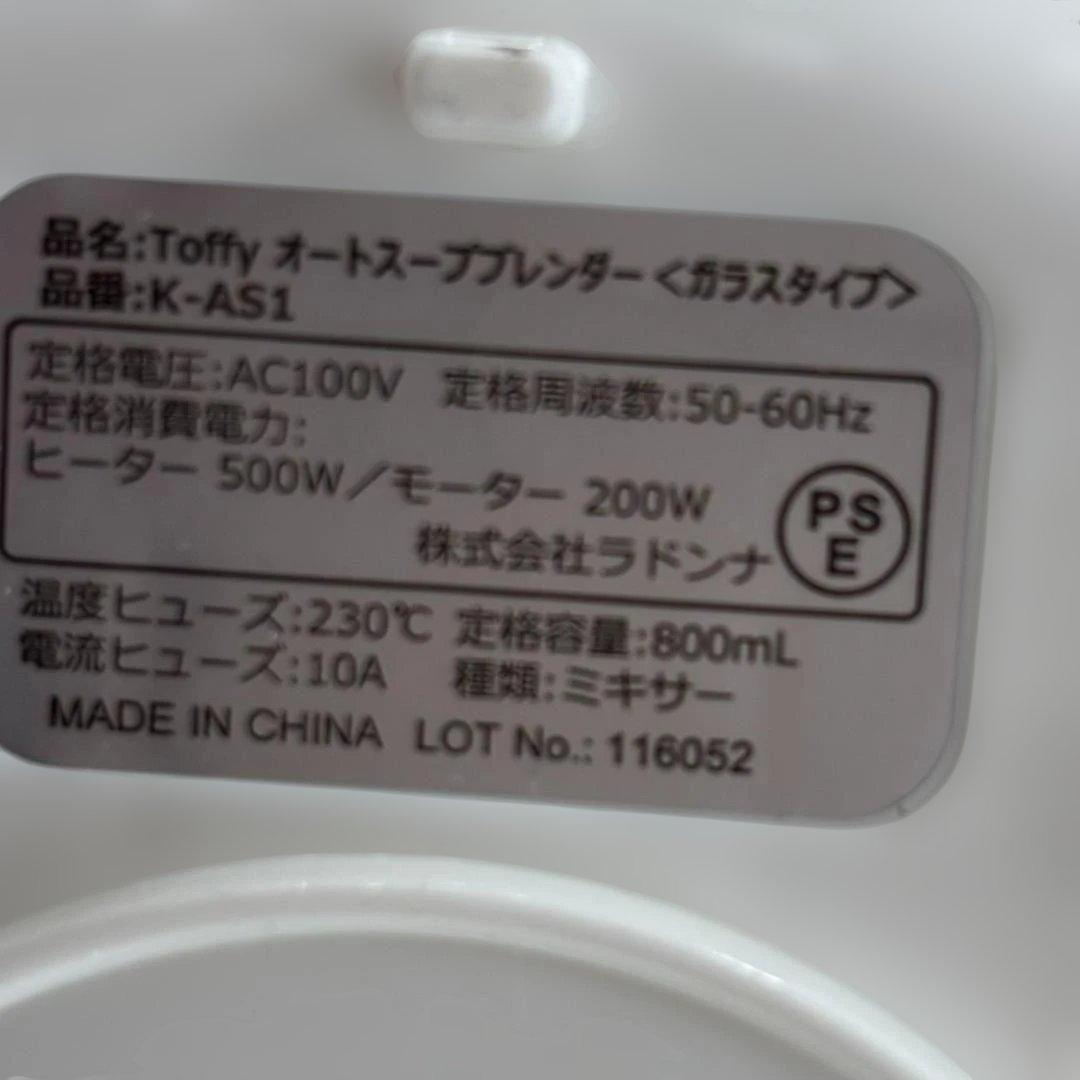 品名:Toffy オートスープブレンダー<ガラスタイプ>
品番:K-AS1
定格電圧:AC100V 定格周波数:50-60Hz
定格消費電力:
ヒーター 500W/モーター 200W
株式会社ラドンナ
PS
E
温度ヒューズ:230℃ 定格容量:800mL
電流ヒューズ:10A 種類:ミキサー
MADE IN CHINA LOT No.: 116052